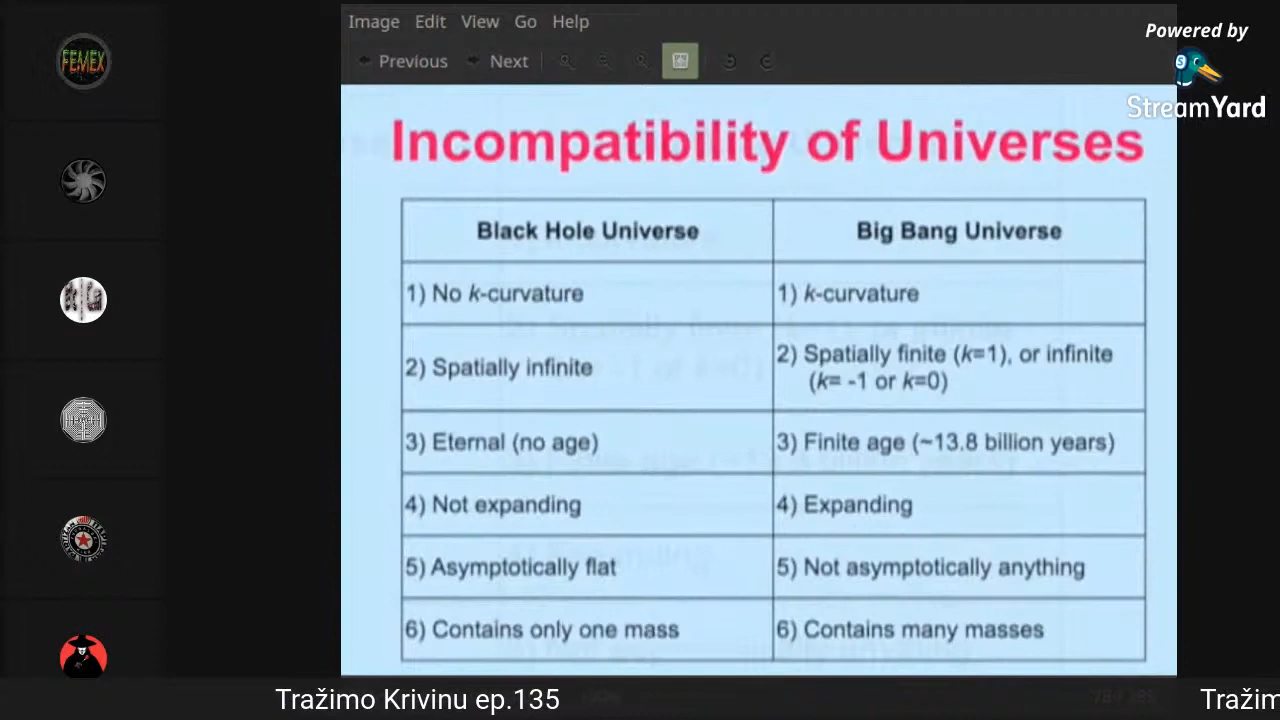 Image Edit View Go Help
Powered by
Previous Next
StreamYard
FEMEX
Incompatibility of Universes
Black Hole Universe
Big Bang Universe
1) No k-curvature
1) k-curvature
2) Spatially infinite
2) Spatially finite (k=1), or infinite
(k= -1 or k=0)
3) Eternal (no age)
3) Finite age (~13.8 billion years)
4) Not expanding
4) Expanding
5) Asymptotically flat
5) Not asymptotically anything
6) Contains only one mass
6) Contains many masses
Tražimo Krivinu ep.135
Tražim